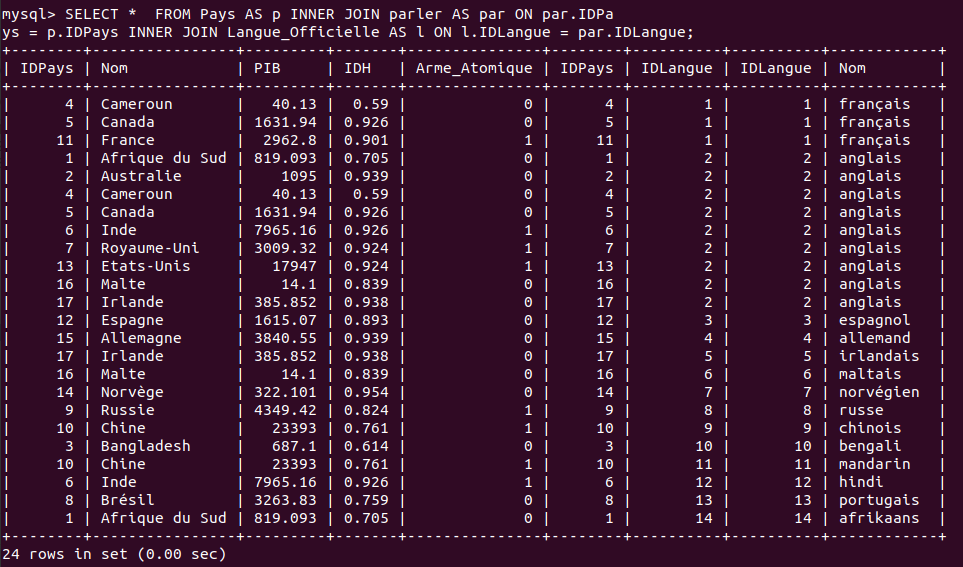 mysql> SELECT *  FROM Pays AS p INNER JOIN parler AS par ON par.IDPa
ys = p.IDPays INNER JOIN Langue_Officielle AS l ON l.IDLangue = par.IDLangue;
+--------+----------------+---------+-------+---------------+--------+----------+----------+------------+
| IDPays | Nom            | PIB     | IDH   | Arme_Atomique | IDPays | IDLangue | IDLangue | Nom        |
+--------+----------------+---------+-------+---------------+--------+----------+----------+------------+
|      4 | Cameroun       |   40.13 |  0.59 |             0 |      4 |        1 |        1 | français   |
|      5 | Canada         | 1631.94 | 0.926 |             0 |      5 |        1 |        1 | français   |
|     11 | France         |  2962.8 | 0.901 |             1 |     11 |        1 |        1 | français   |
|      1 | Afrique du Sud | 819.093 | 0.705 |             0 |      1 |        2 |        2 | anglais    |
|      2 | Australie      |    1095 | 0.939 |             0 |      2 |        2 |        2 | anglais    |
|      4 | Cameroun       |   40.13 |  0.59 |             0 |      4 |        2 |        2 | anglais    |
|      5 | Canada         | 1631.94 | 0.926 |             0 |      5 |        2 |        2 | anglais    |
|      6 | Inde           | 7965.16 | 0.926 |             1 |      6 |        2 |        2 | anglais    |
|      7 | Royaume-Uni    | 3009.32 | 0.924 |             1 |      7 |        2 |        2 | anglais    |
|     13 | Etats-Unis     |   17947 | 0.924 |             1 |     13 |        2 |        2 | anglais    |
|     16 | Malte          |    14.1 | 0.839 |             0 |     16 |        2 |        2 | anglais    |
|     17 | Irlande        | 385.852 | 0.938 |             0 |     17 |        2 |        2 | anglais    |
|     12 | Espagne        | 1615.07 | 0.893 |             0 |     12 |        3 |        3 | espagnol   |
|     15 | Allemagne      | 3840.55 | 0.939 |             0 |     15 |        4 |        4 | allemand   |
|     17 | Irlande        | 385.852 | 0.938 |             0 |     17 |        5 |        5 | irlandais  |
|     16 | Malte          |    14.1 | 0.839 |             0 |     16 |        6 |        6 | maltais    |
|     14 | Norvège        | 322.101 | 0.954 |             0 |     14 |        7 |        7 | norvégien  |
|      9 | Russie         | 4349.42 | 0.824 |             1 |      9 |        8 |        8 | russe      |
|     10 | Chine          |   23393 | 0.761 |             1 |     10 |        9 |        9 | chinois    |
|      3 | Bangladesh     |   687.1 | 0.614 |             0 |      3 |       10 |       10 | bengali    |
|     10 | Chine          |   23393 | 0.761 |             1 |     10 |       11 |       11 | mandarin   |
|      6 | Inde           | 7965.16 | 0.926 |             1 |      6 |       12 |       12 | hindi      |
|      8 | Brésil         | 3263.83 | 0.759 |             0 |      8 |       13 |       13 | portugais  |
|      1 | Afrique du Sud | 819.093 | 0.705 |             0 |      1 |       14 |       14 | afrikaans  |
+--------+----------------+---------+-------+---------------+--------+----------+----------+------------+
24 rows in set (0.00 sec)